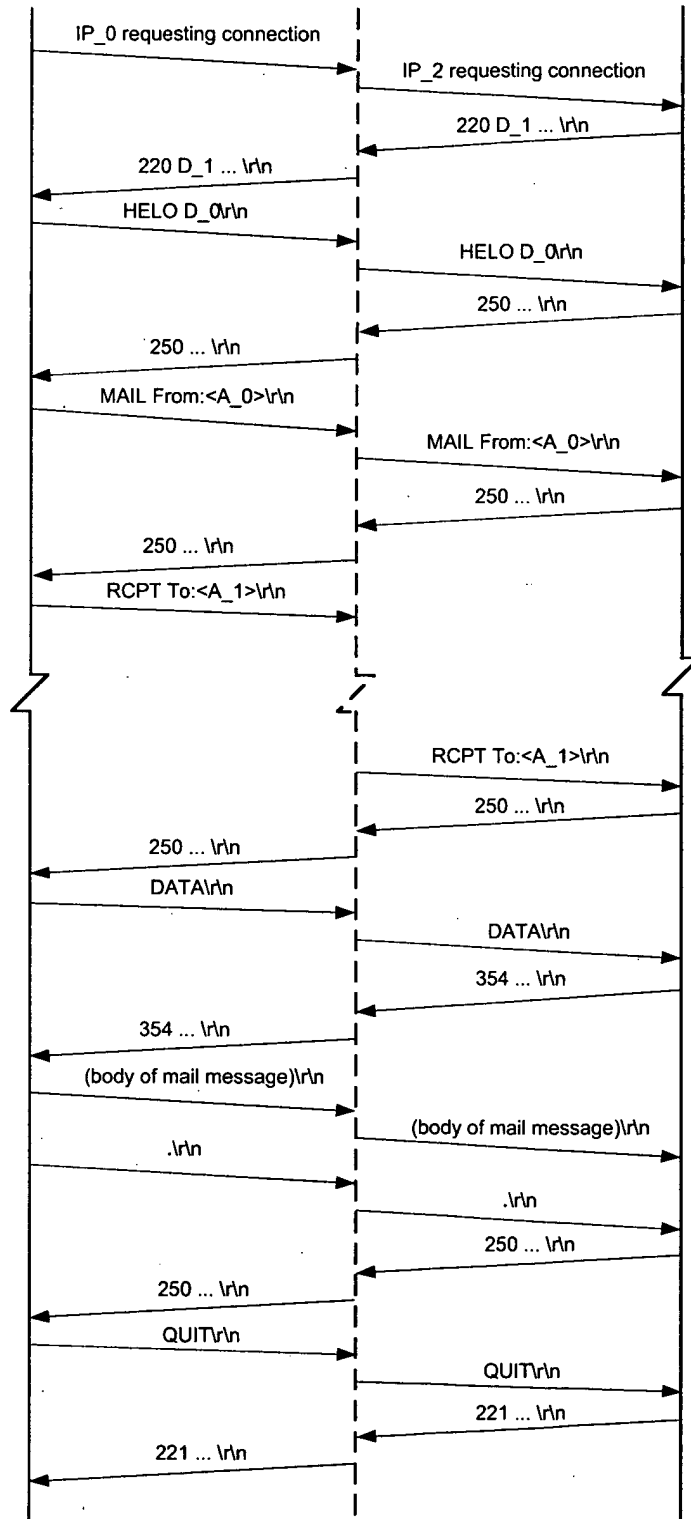 IP_0 requesting connection
IP_2 requesting connection
220 D_1 ... \r\n
220 D_1 ... \r\n
HELO D_0\r\n
HELO D_0\r\n
250 ... \r\n
250 ... \r\n
MAIL From:<A_0>\r\n
MAIL From:<A_0>\r\n
250 ... \r\n
250 ... \r\n
RCPT To:<A_1>\r\n
RCPT To:<A_1>\r\n
250 ... \r\n
250 ... \r\n
DATA\r\n
DATA\r\n
354 ... \r\n
354 ... \r\n
(body of mail message)\r\n
(body of mail message)\r\n
.\r\n
.\r\n
250 ... \r\n
250 ... \r\n
QUIT\r\n
QUIT\r\n
221 ... \r\n
221 ... \r\n